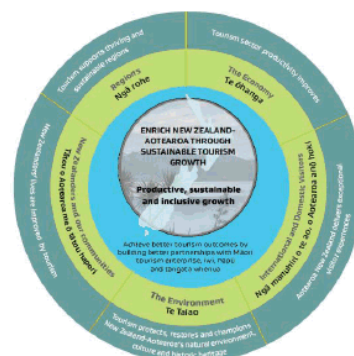 Tourism supports thriving and
sustainable regions
Tourism sector productivity improves
Regions
Ngā rohe
The Economy
Te ōhanga
ENRICH NEW ZEALAND-
AOTEAROA THROUGH
SUSTAINABLE TOURISM
GROWTH
Productive, sustainable
and inclusive growth
Achieve better tourism outcomes by
building better partnerships with Māori
tourism enterprise, iwi, hapū
and tangata whenua
New Zealanders' lives are improved by tourism
New Zealanders and our communities
Tātou o Aotearoa me ō tātou hapori
International and Domestic Visitors
Ngā manuhiri o te ao, o Aotearoa anō hoki
Aotearoa New Zealand delivers exceptional
visitor experiences
The Environment
Te Taiao
Tourism protects, restores and champions
New Zealand-Aotearoa's natural environment,
culture and historic heritage